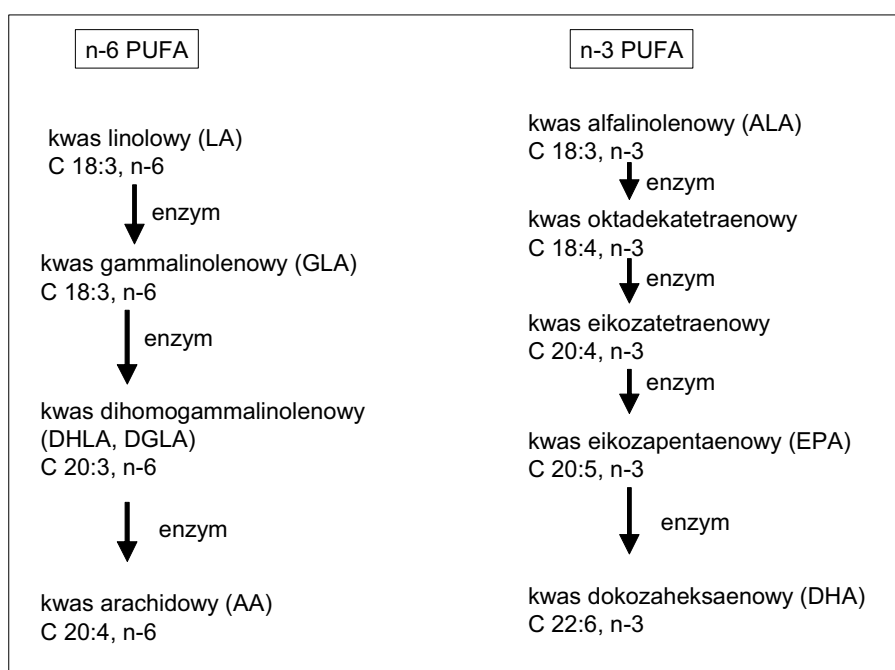 n-6 PUFA
kwas linolowy (LA)
C 18:3, n-6
enzym
kwas gammalinolenowy (GLA)
C 18:3, n-6
enzym
kwas dihomogammalinolenowy
(DHLA, DGLA)
C 20:3, n-6
enzym
kwas arachidowy (AA)
C 20:4, n-6
n-3 PUFA
kwas alfalinolenowy (ALA)
C 18:3, n-3
enzym
kwas oktadekatetraenowy
C 18:4, n-3
enzym
kwas eikozatetraenowy
C 20:4, n-3
enzym
kwas eikozapentaenowy (EPA)
C 20:5, n-3
enzym
kwas dokozaheksaenowy (DHA)
C 22:6, n-3